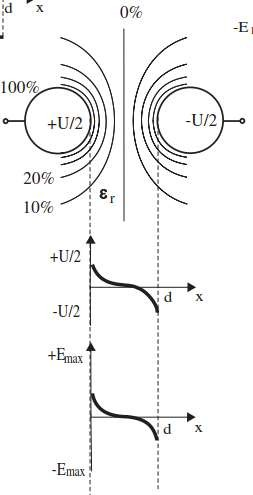 d x
0%
-E
100%
+U/2
-U/2
20%
εr
10%
+U/2
d x
-U/2
+Emax
d x
-Emax